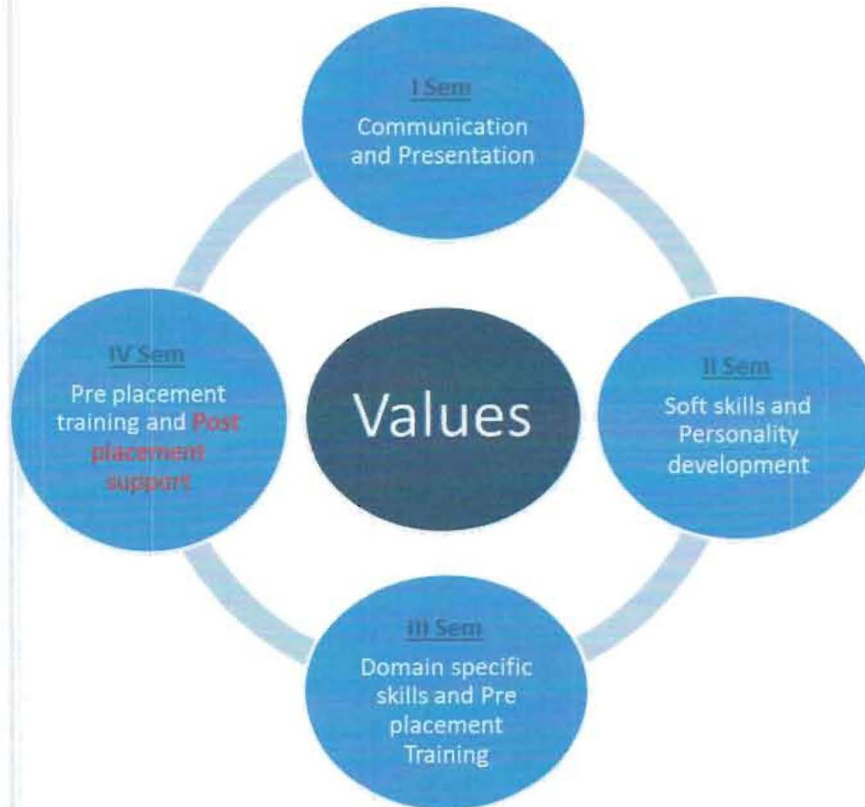 I Sem
Communication
and Presentation
IV Sem
Pre placement
training and Post
placement
support
Values
II Sem
Soft skills and
Personality
development
III Sem
Domain specific
skills and Pre
placement
Training